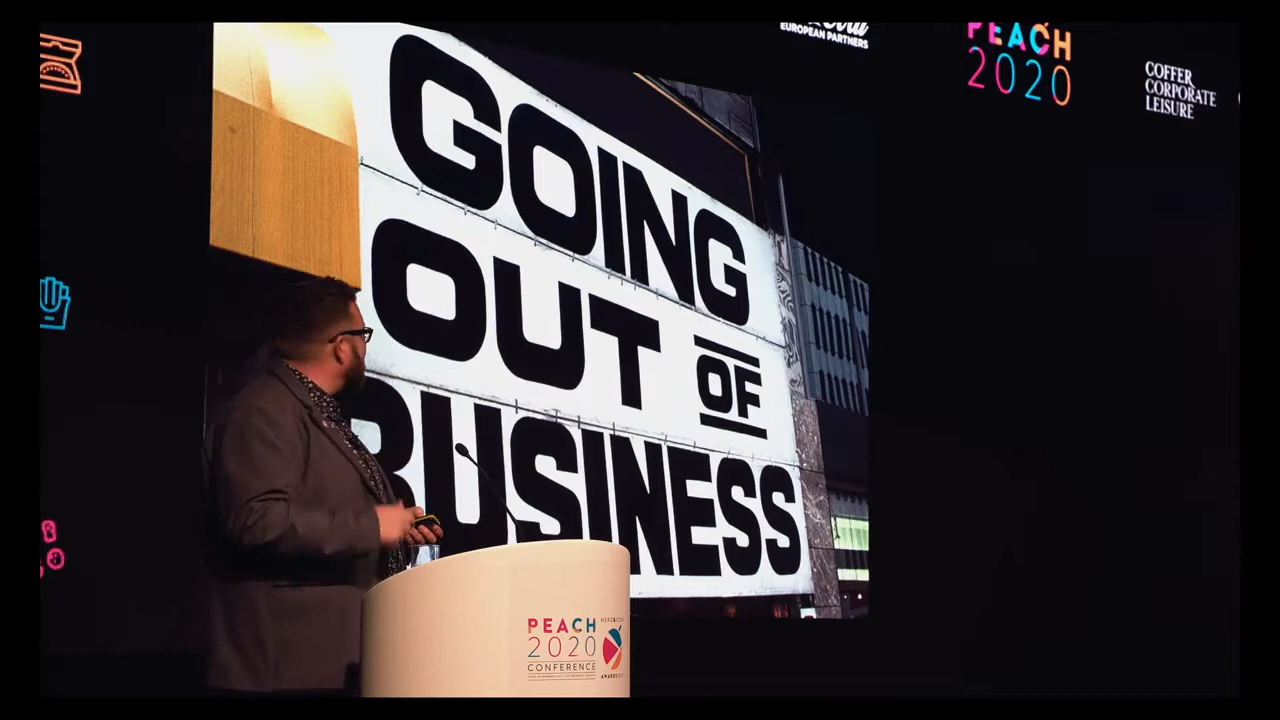 GOING
OUT OF
BUSINESS
EUROPEAN PARTNERS
PEACH
2020
COFFER
CORPORATE
LEISURE
PEACH
2020
CONFERENCE